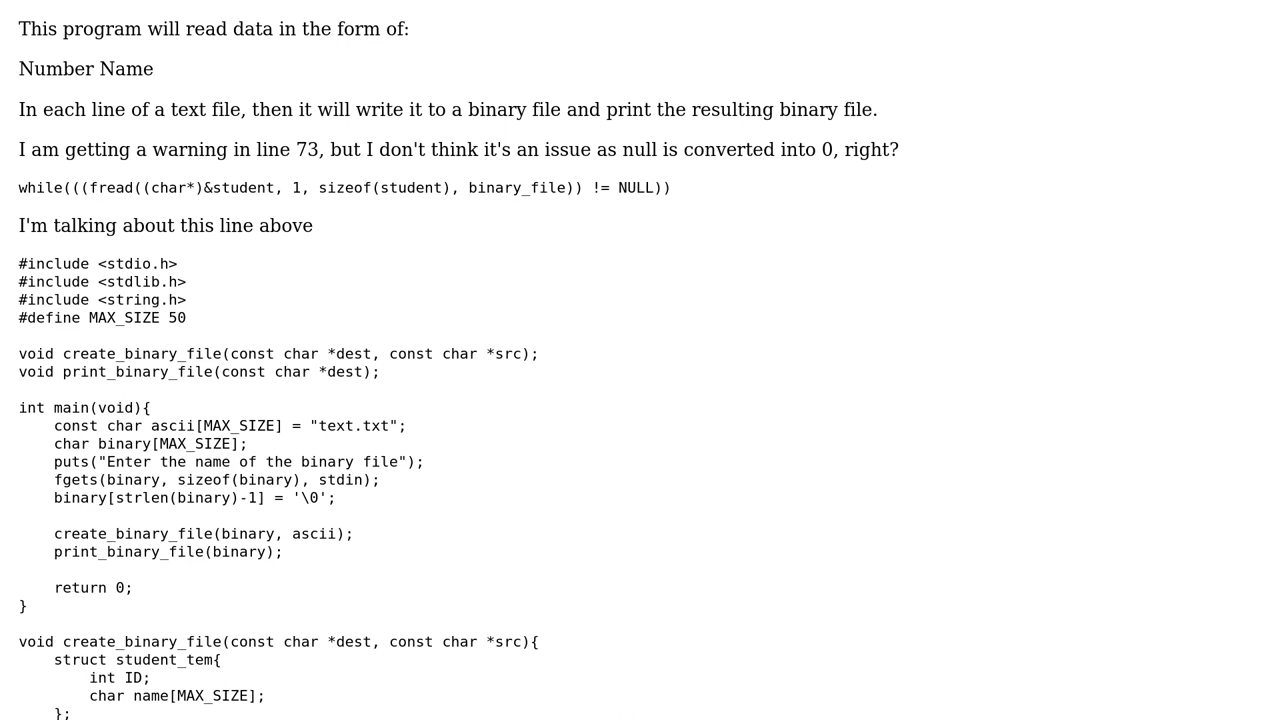 This program will read data in the form of:
Number Name
In each line of a text file, then it will write it to a binary file and print the resulting binary file.
I am getting a warning in line 73, but I don't think it's an issue as null is converted into 0, right?
while(((fread((char*)&student, 1, sizeof(student), binary_file)) != NULL))
I'm talking about this line above
#include <stdio.h>
#include <stdlib.h>
#include <string.h>
#define MAX_SIZE 50
void create_binary_file(const char *dest, const char *src);
void print_binary_file(const char *dest);
int main(void){
    const char ascii[MAX_SIZE] = "text.txt";
    char binary[MAX_SIZE];
    puts("Enter the name of the binary file");
    fgets(binary, sizeof(binary), stdin);
    binary[strlen(binary)-1] = '\0';
    create_binary_file(binary, ascii);
    print_binary_file(binary);
    return 0;
}
void create_binary_file(const char *dest, const char *src){
    struct student_tem{
        int ID;
        char name[MAX_SIZE];
    };